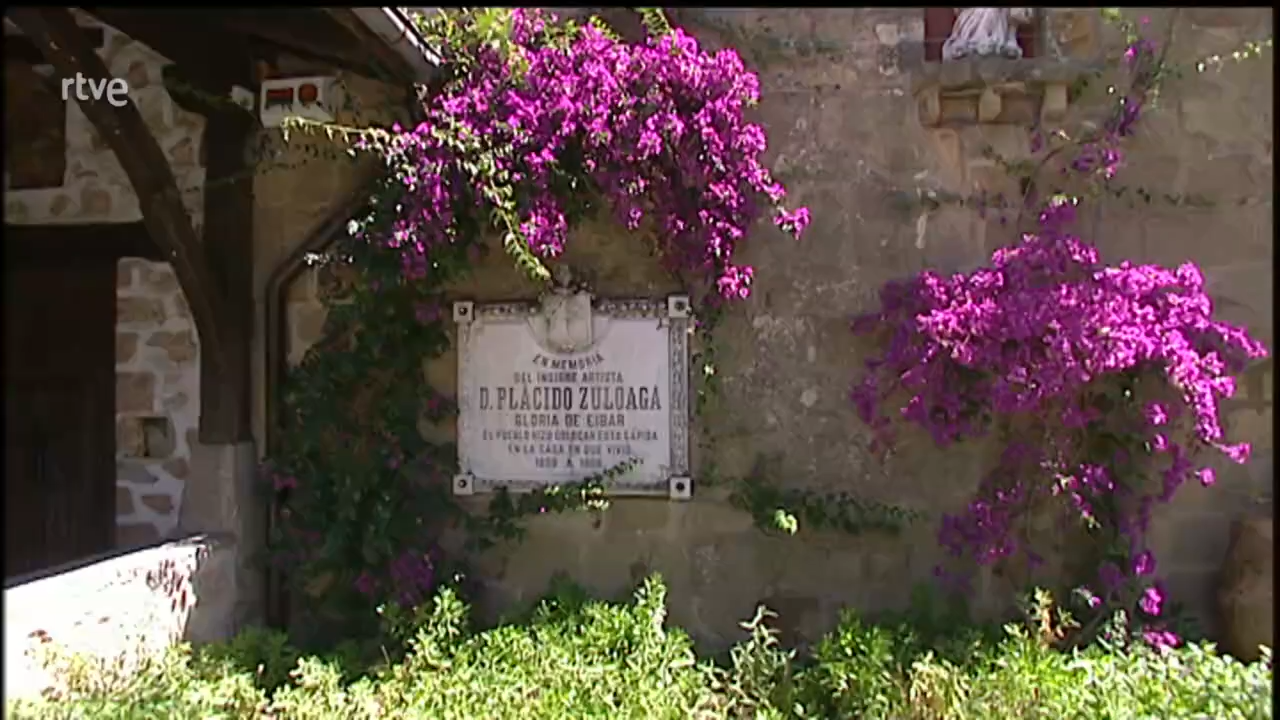 rtve
EN MEMORIA
DEL INSIGNE ARTISTA
D. PLÁCIDO ZULOAGA
GLORIA DE EIBAR
EL PUEBLO HIZO COLOCAR ESTA LÁPIDA
EN LA CASA EN QUE VIVIÓ